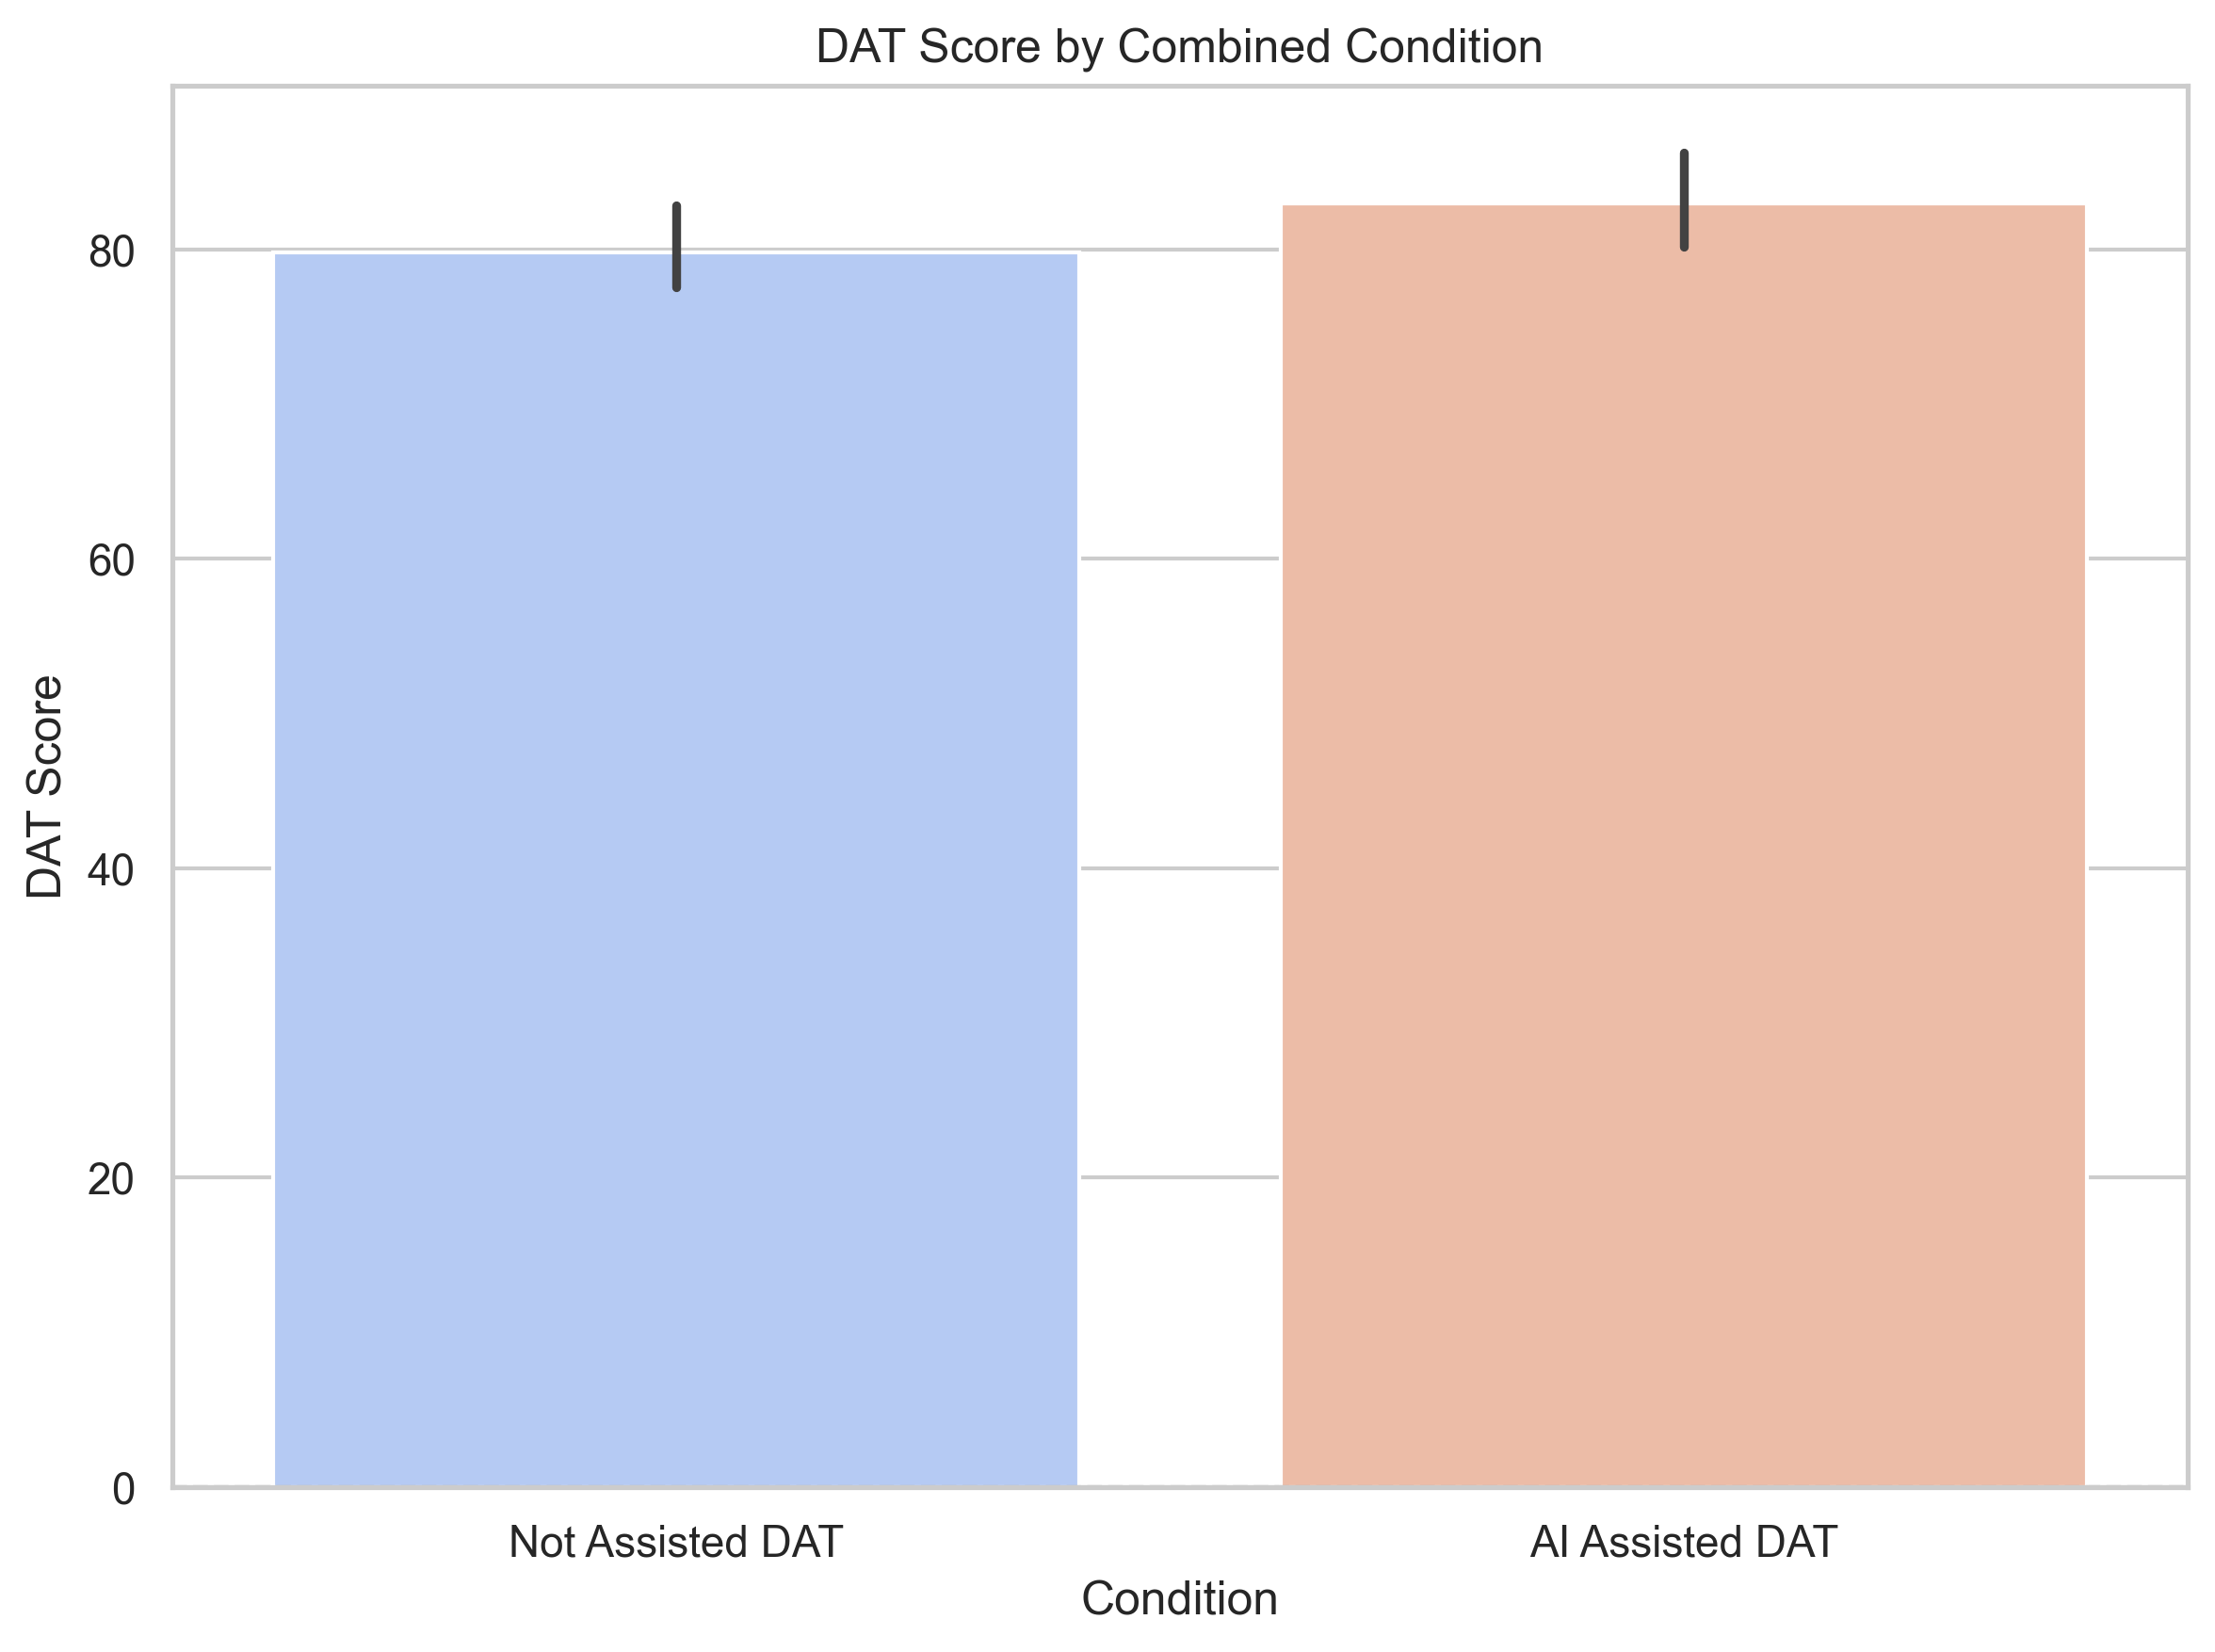 DAT Score by Combined Condition
DAT Score
80
60
40
20
0
Not Assisted DAT
AI Assisted DAT
Condition